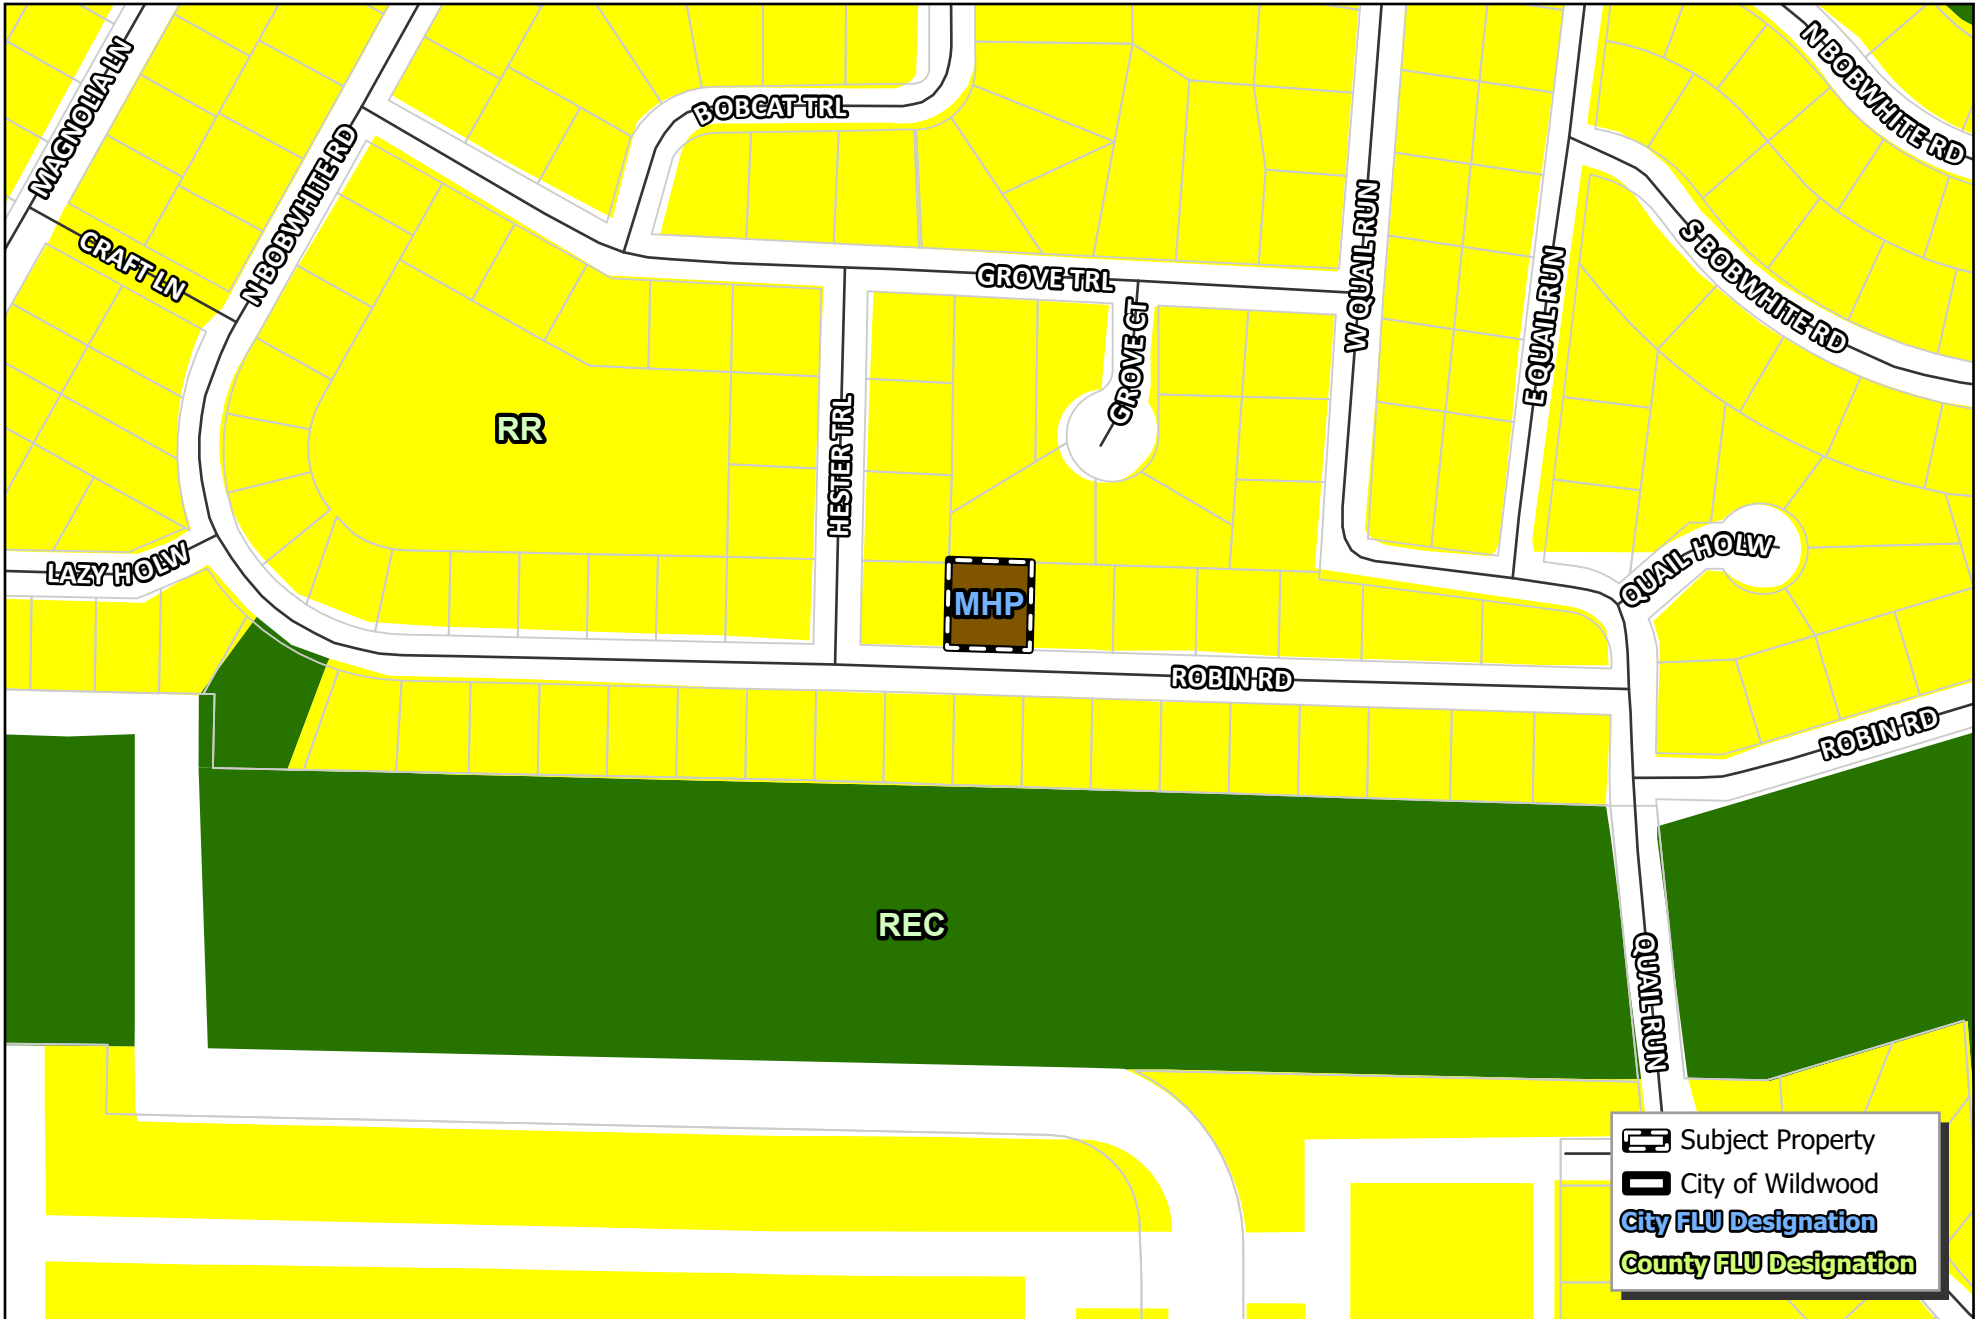 MAGNOLIA LN
N BOBWHITE RD
BOBCAT TRL
N BOBWHITE RD
CRAFT LN
GROVE TRL
W QUAIL RUN
E QUAIL RUN
S BOBWHITE RD
GROVE CT
RR
HESTER TRL
LAZY HOLW
QUAIL HOLW
MHP
ROBIN RD
ROBIN RD
REC
QUAIL RUN
Subject Property
City of Wildwood
City FLU Designation
County FLU Designation